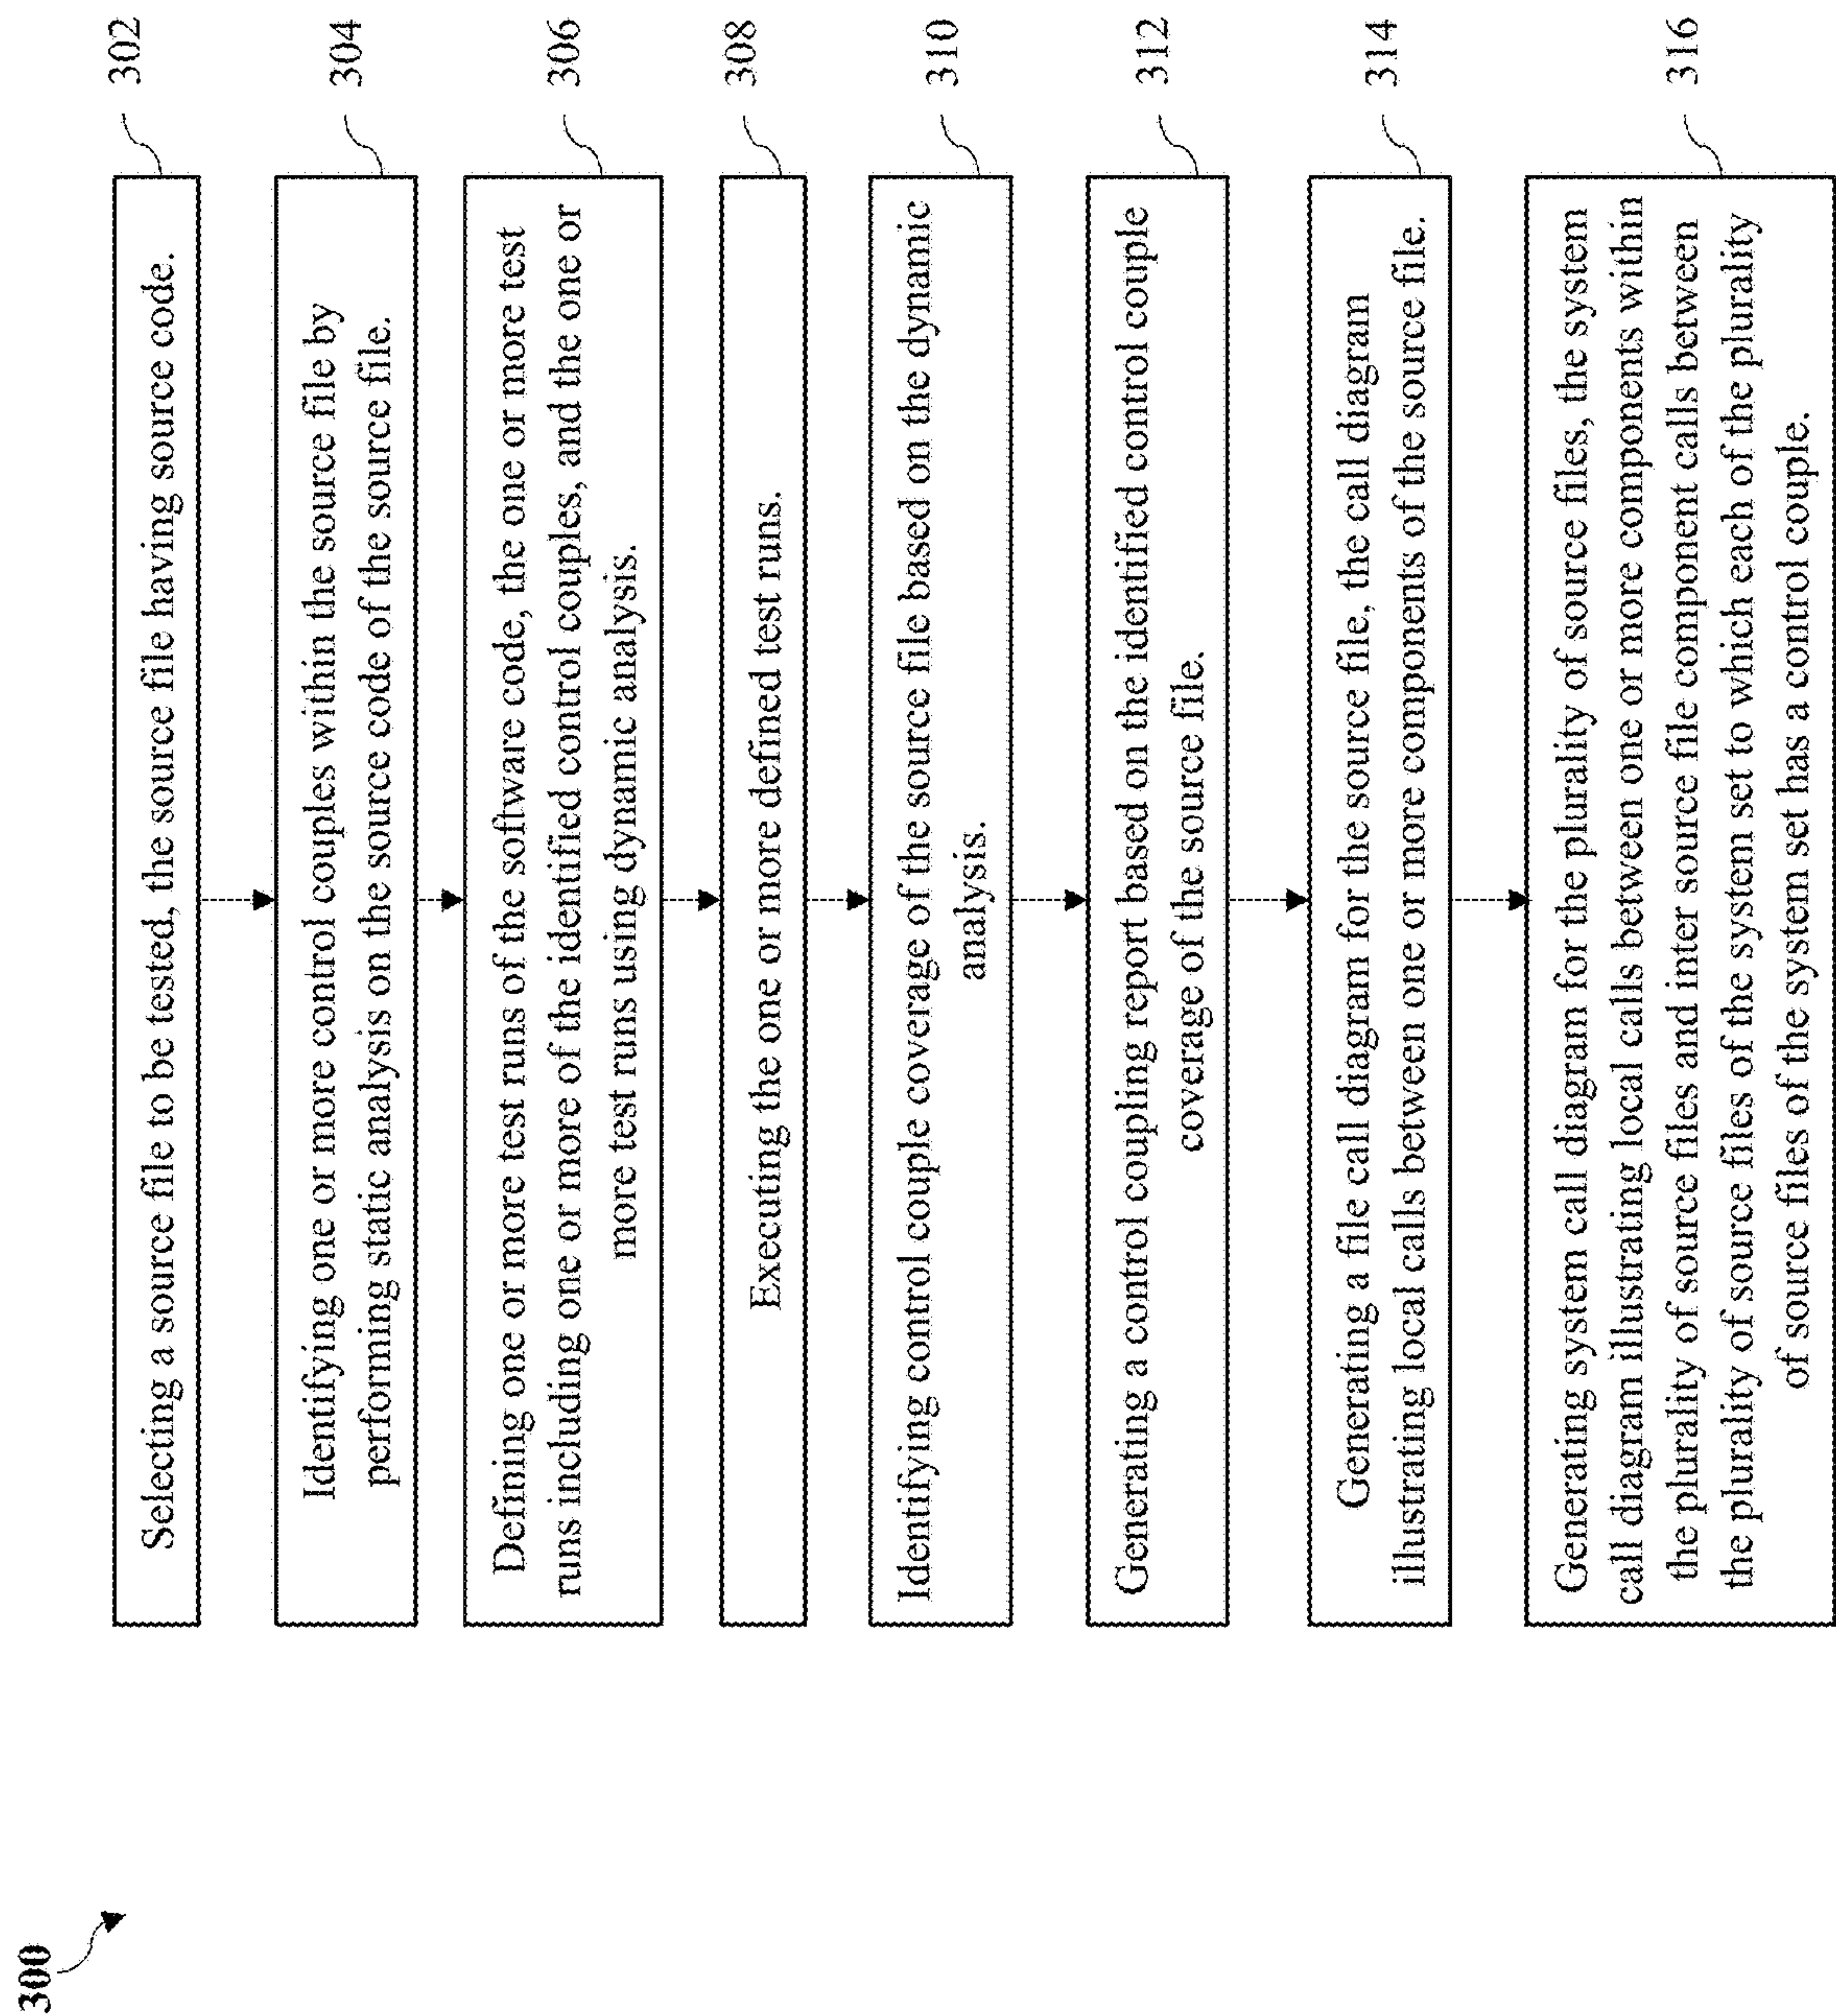 300
Selecting a source file to be tested, the source file having source code.
302
Identifying one or more control couples within the source file by
performing static analysis on the source code of the source file.
304
Defining one or more test runs of the software code, the one or more test
runs including one or more of the identified control couples, and the one or
more test runs using dynamic analysis.
306
Executing the one or more defined test runs.
308
Identifying control couple coverage of the source file based on the dynamic
analysis.
310
Generating a control coupling report based on the identified control couple
coverage of the source file.
312
Generating a file call diagram for the source file, the call diagram
illustrating local calls between one or more components of the source file.
314
Generating system call diagram for the plurality of source files, the system
call diagram illustrating local calls between one or more components within
the plurality of source files and inter source file component calls between
the plurality of source files of the system set to which each of the plurality
of source files of the system set has a control couple.
316